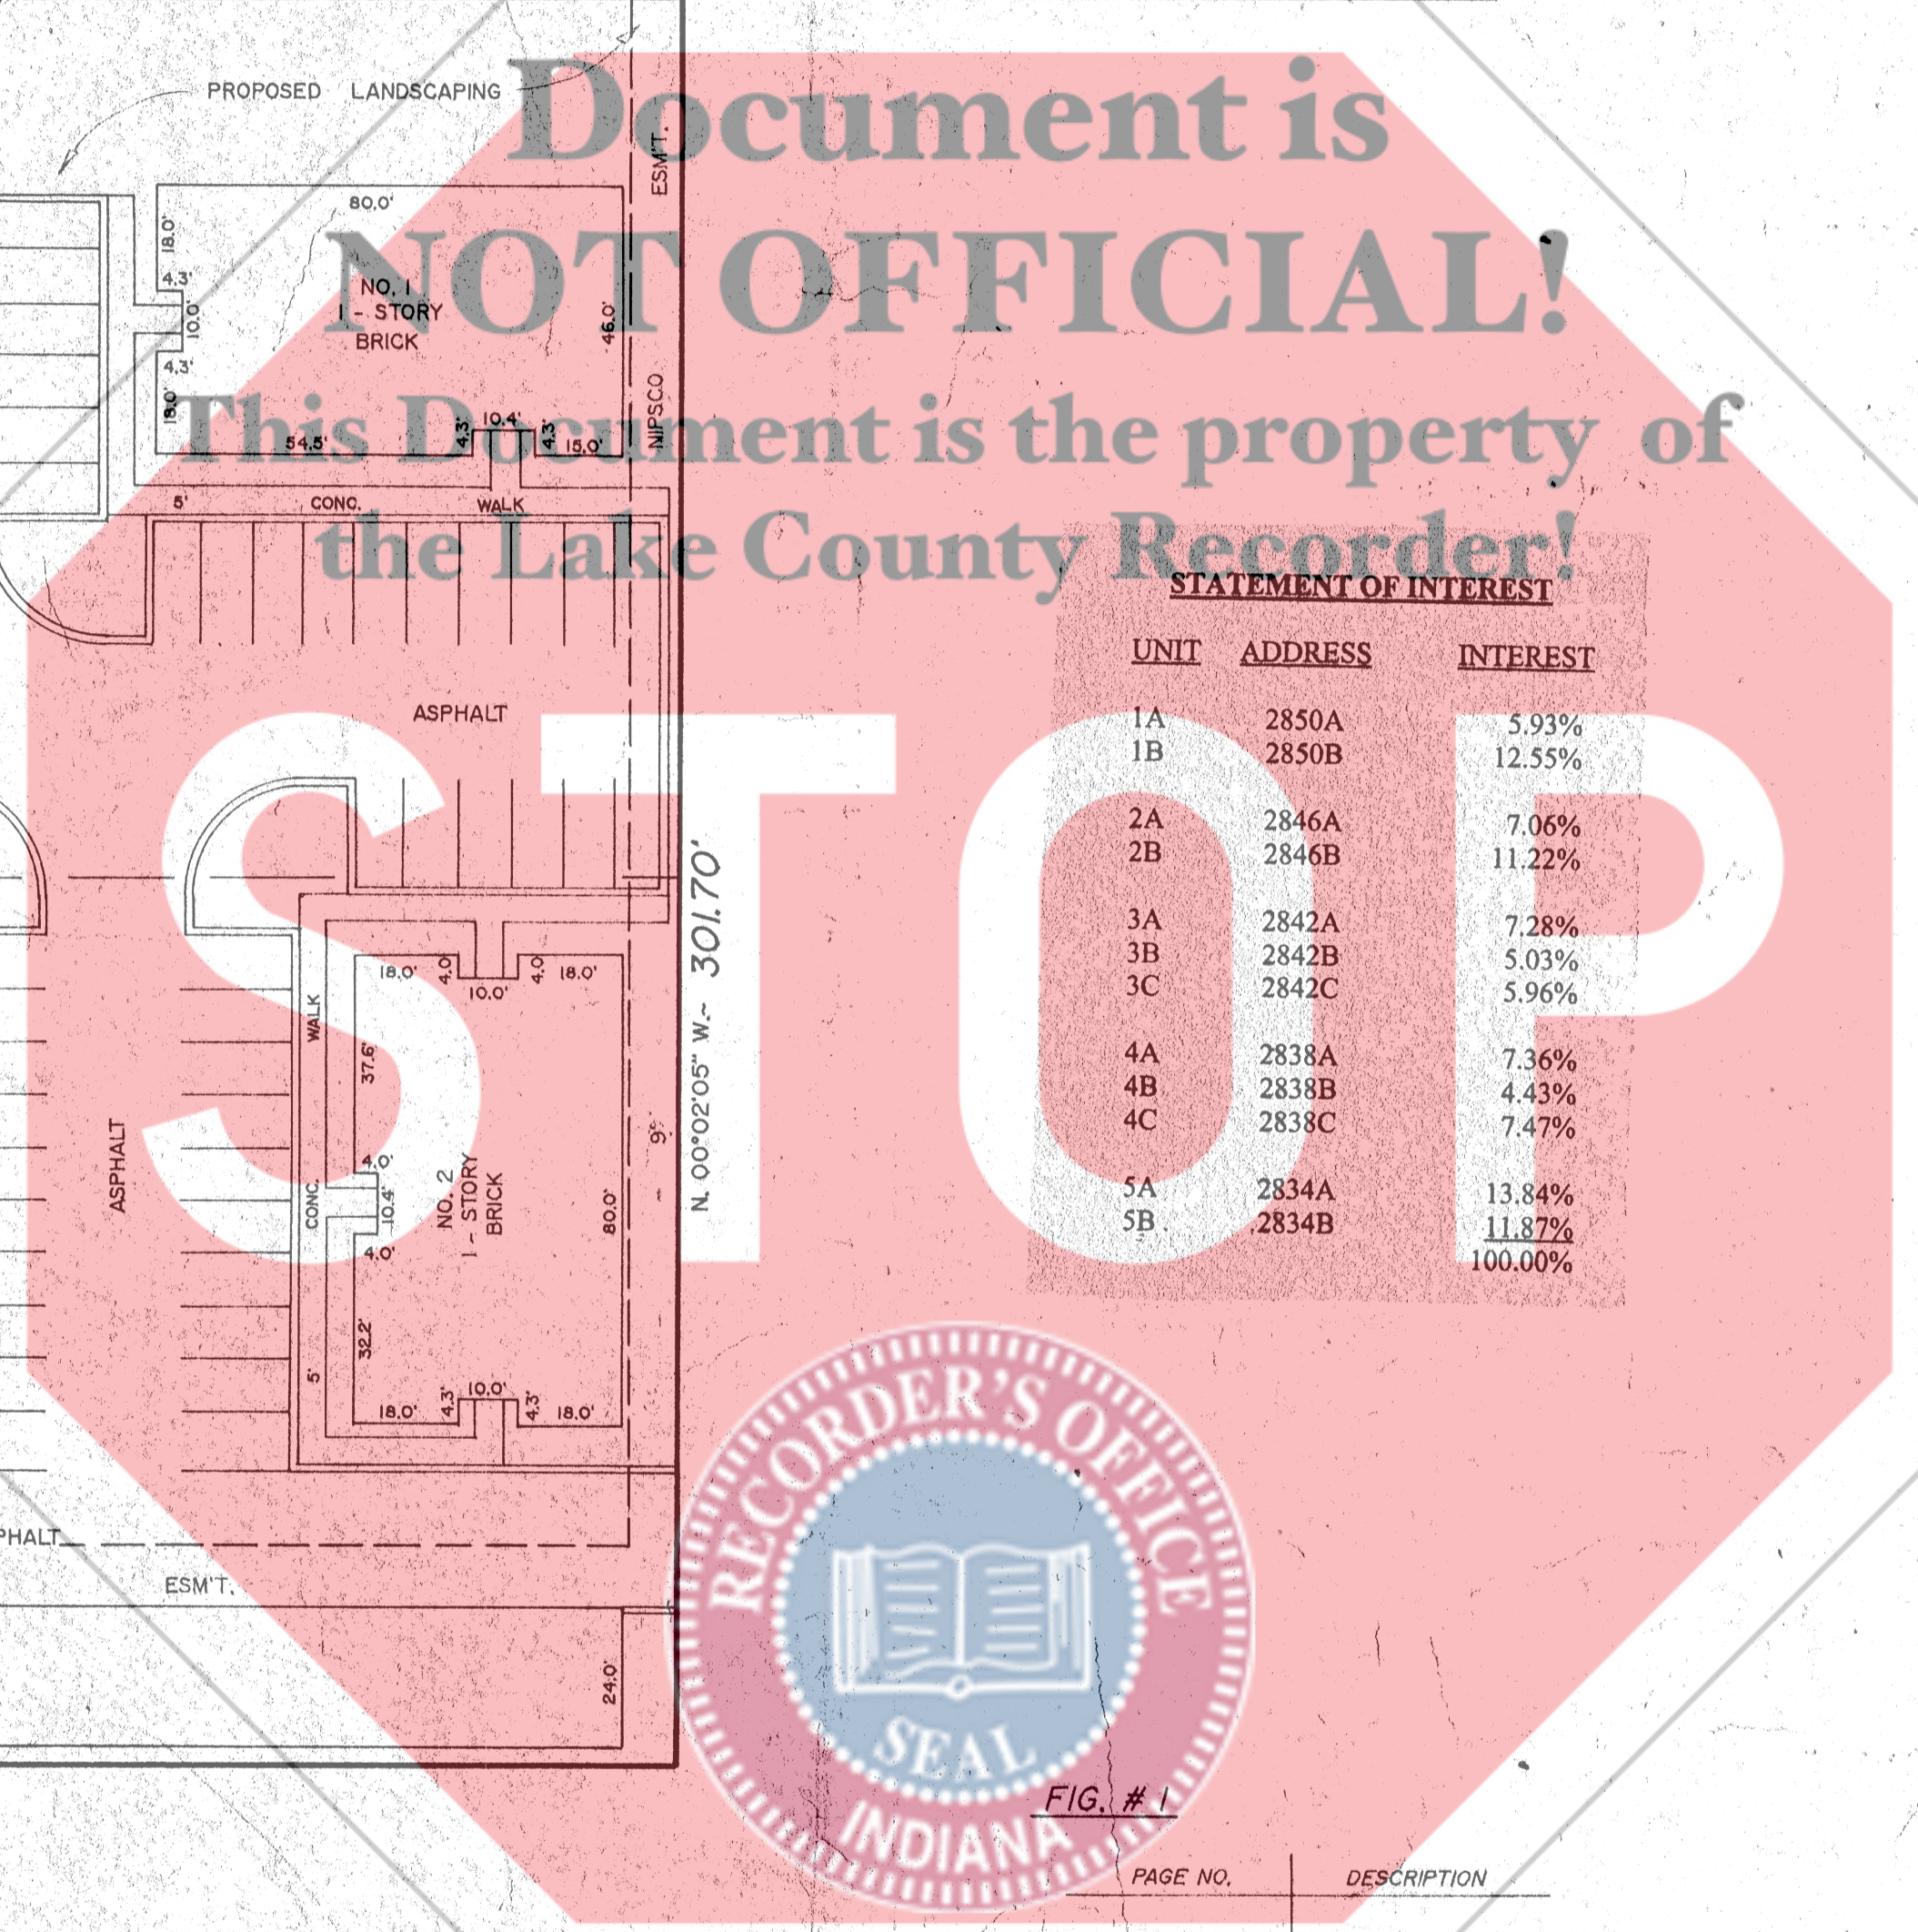 Document is
NOT OFFICIAL!
This Document is the property of
the Lake County Recorder!
STOP
PROPOSED LANDSCAPING
ESM'T.
80.0'
18.0'
4.3'
10.0'
4.3'
18.0'
NO. 1
1 - STORY
BRICK
46.0'
NIPSCO
54.5'
4.3'
10.4'
4.3'
15.0'
5' CONC. WALK
ASPHALT
N. 00°02'05" W.~ 301.70'
18.0'
4.0'
10.0'
4.0'
18.0'
WALK
37.6'
4.0'
10.4'
4.0'
CONC.
NO. 2
1 - STORY
BRICK
80.0'
ASPHALT
32.2'
5'
18.0'
4.3'
10.0'
4.3'
18.0'
PHALT
ESM'T.
24.0'
STATEMENT OF INTEREST
UNIT ADDRESS INTEREST
1A 2850A 5.93%
1B 2850B 12.55%
2A 2846A 7.06%
2B 2846B 11.22%
3A 2842A 7.28%
3B 2842B 5.03%
3C 2842C 5.96%
4A 2838A 7.36%
4B 2838B 4.43%
4C 2838C 7.47%
5A 2834A 13.84%
5B 2834B 11.87%
100.00%
RECORDER'S OFFICE
SEAL
INDIANA
FIG. # 1
PAGE NO. DESCRIPTION